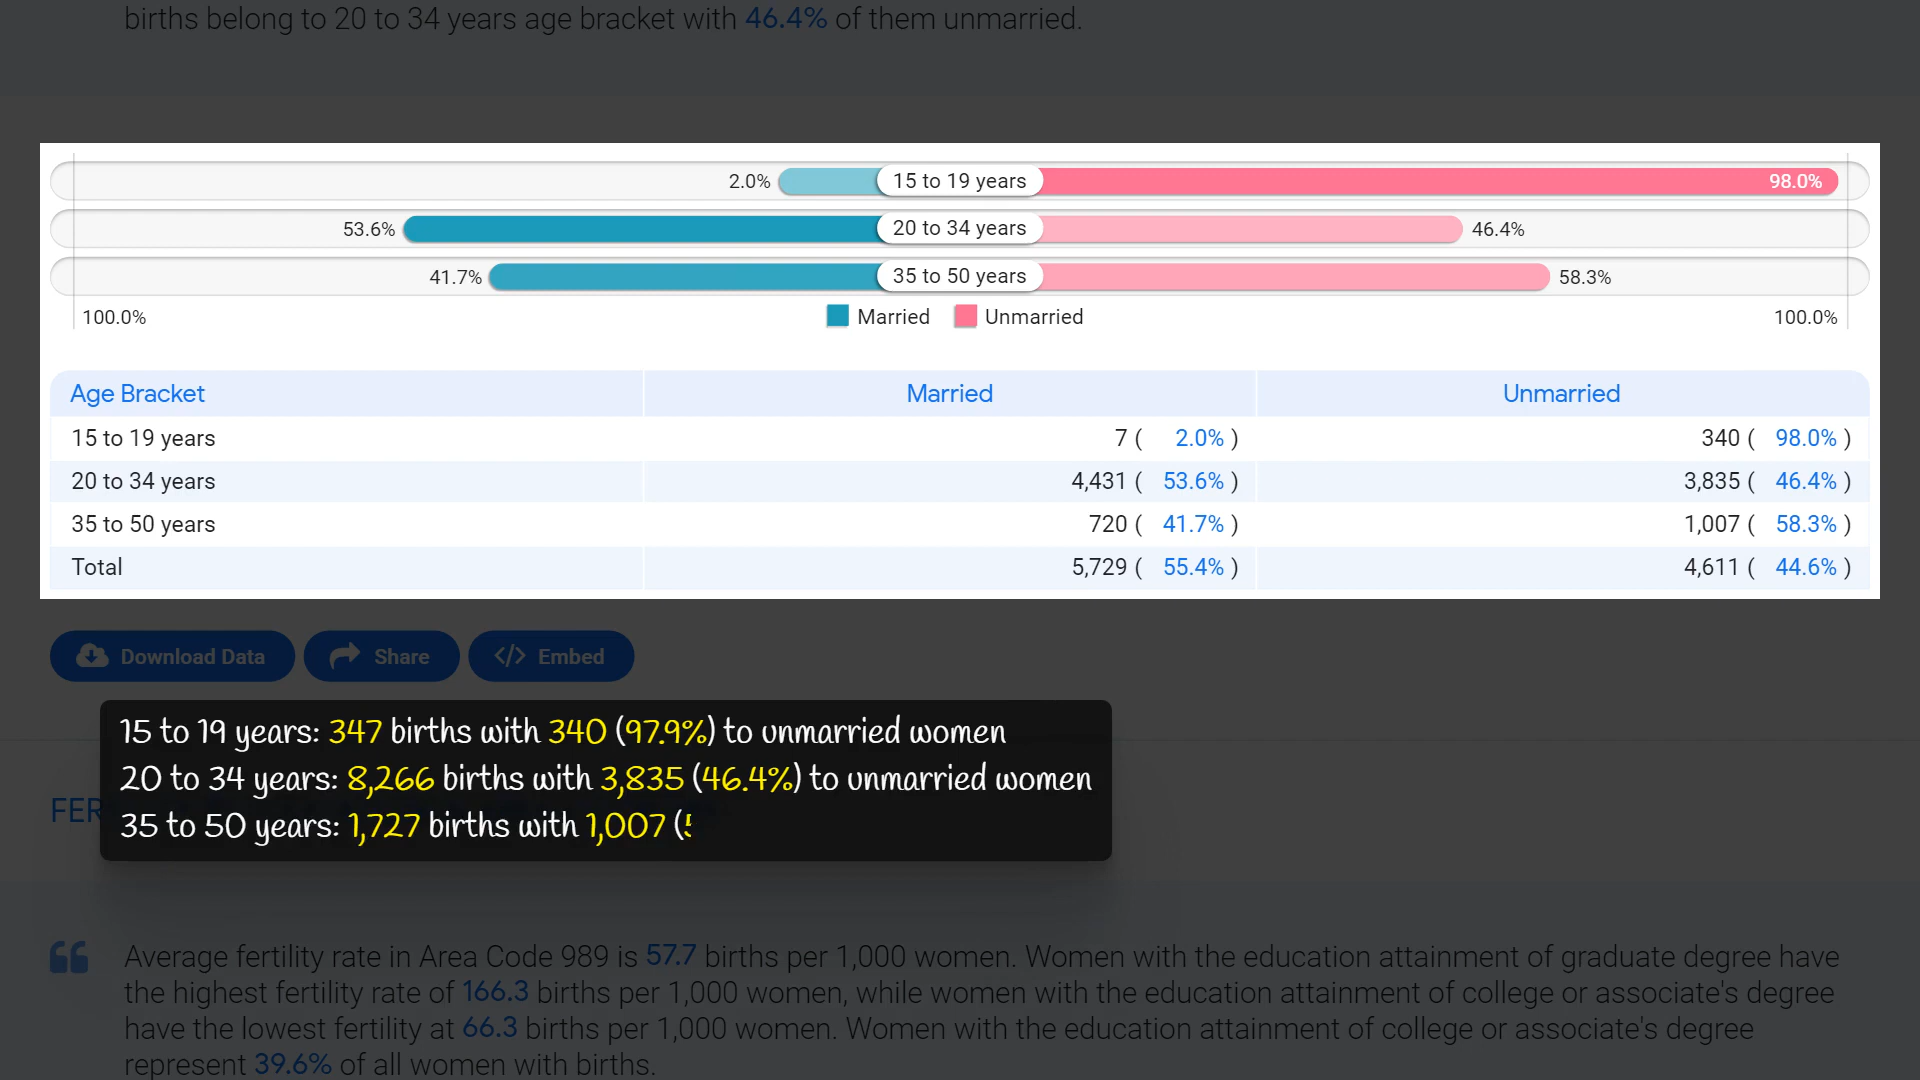 births belong to 20 to 34 years age bracket with 46.4% of them unmarried.
2.0% 15 to 19 years 98.0%
53.6% 20 to 34 years 46.4%
41.7% 35 to 50 years 58.3%
100.0% Married Unmarried 100.0%
Age Bracket Married Unmarried
15 to 19 years 7 ( 2.0% ) 340 ( 98.0% )
20 to 34 years 4,431 ( 53.6% ) 3,835 ( 46.4% )
35 to 50 years 720 ( 41.7% ) 1,007 ( 58.3% )
Total 5,729 ( 55.4% ) 4,611 ( 44.6% )
Download Data Share Embed
15 to 19 years: 347 births with 340 (97.9%) to unmarried women
20 to 34 years: 8,266 births with 3,835 (46.4%) to unmarried women
35 to 50 years: 1,727 births with 1,007 (5
Average fertility rate in Area Code 989 is 57.7 births per 1,000 women. Women with the education attainment of graduate degree have
the highest fertility rate of 166.3 births per 1,000 women, while women with the education attainment of college or associate's degree
have the lowest fertility at 66.3 births per 1,000 women. Women with the education attainment of college or associate's degree
represent 39.6% of all women with births.